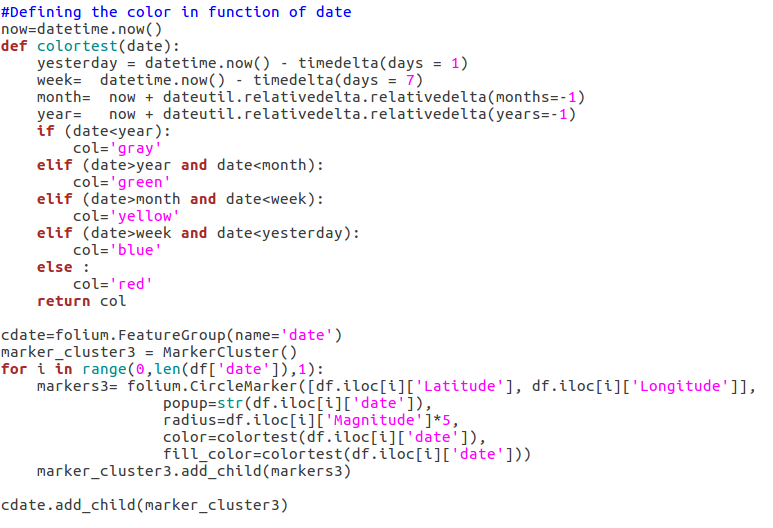 #Defining the color in function of date
now=datetime.now()
def colortest(date):
    yesterday = datetime.now() - timedelta(days = 1)
    week=  datetime.now() - timedelta(days = 7)
    month=  now + dateutil.relativedelta.relativedelta(months=-1)
    year=   now + dateutil.relativedelta.relativedelta(years=-1)
    if (date<year):
        col='gray'
    elif (date>year and date<month):
        col='green'
    elif (date>month and date<week):
        col='yellow'
    elif (date>week and date<yesterday):
        col='blue'
    else :
        col='red'
    return col

cdate=folium.FeatureGroup(name='date')
marker_cluster3 = MarkerCluster()
for i in range(0,len(df['date']),1):
    markers3= folium.CircleMarker([df.iloc[i]['Latitude'], df.iloc[i]['Longitude']],
                  popup=str(df.iloc[i]['date']),
                  radius=df.iloc[i]['Magnitude']*5,
                  color=colortest(df.iloc[i]['date']),
                  fill_color=colortest(df.iloc[i]['date']))
    marker_cluster3.add_child(markers3)

cdate.add_child(marker_cluster3)